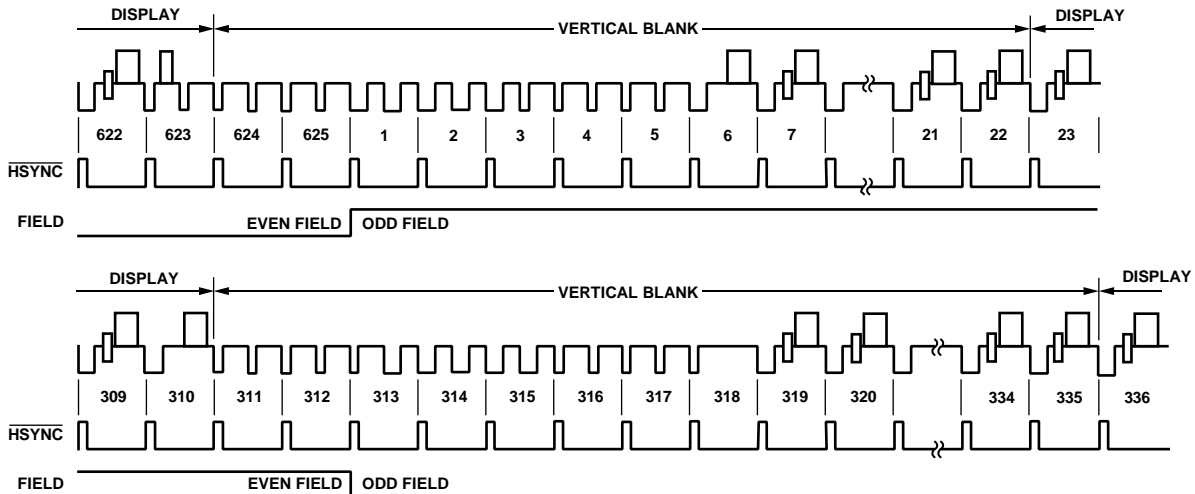 DISPLAY VERTICAL BLANK DISPLAY
622 623 624 625 1 2 3 4 5 6 7 21 22 23
HSYNC
FIELD EVEN FIELD ODD FIELD
DISPLAY VERTICAL BLANK DISPLAY
309 310 311 312 313 314 315 316 317 318 319 320 334 335 336
HSYNC
FIELD EVEN FIELD ODD FIELD